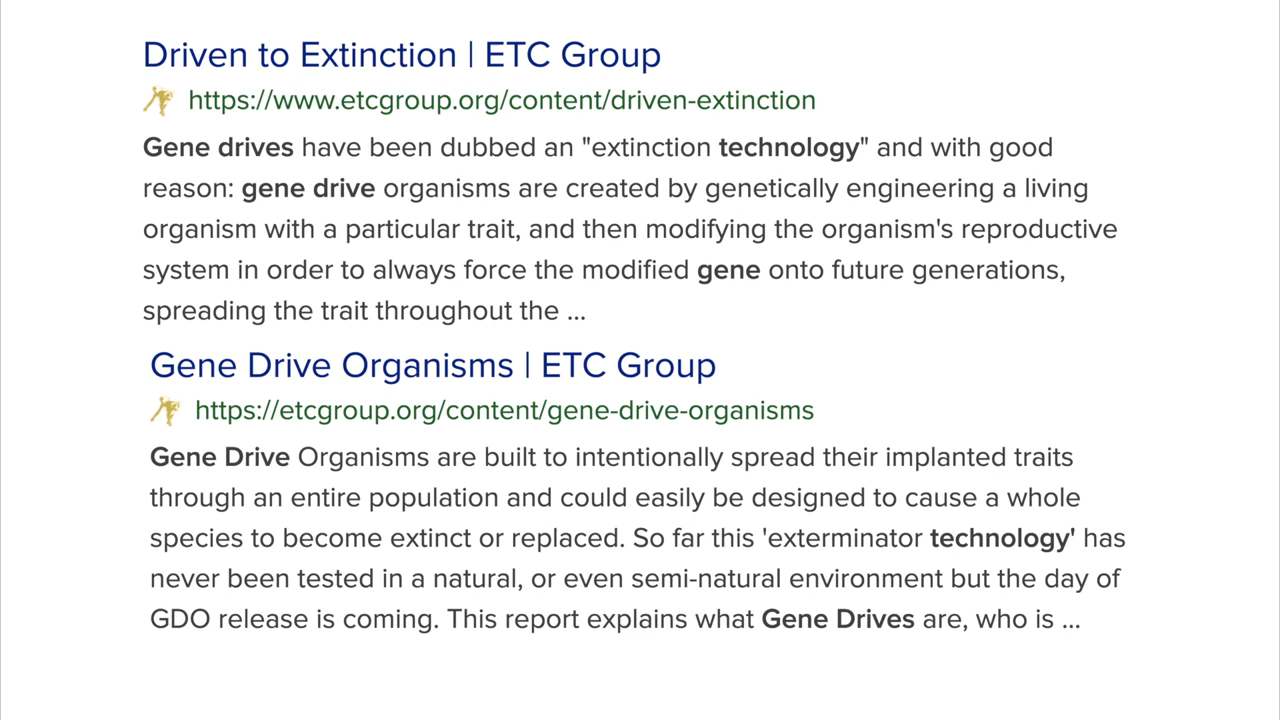 Driven to Extinction | ETC Group
https://www.etcgroup.org/content/driven-extinction
Gene drives have been dubbed an "extinction technology" and with good
reason: gene drive organisms are created by genetically engineering a living
organism with a particular trait, and then modifying the organism's reproductive
system in order to always force the modified gene onto future generations,
spreading the trait throughout the ...
Gene Drive Organisms | ETC Group
https://etcgroup.org/content/gene-drive-organisms
Gene Drive Organisms are built to intentionally spread their implanted traits
through an entire population and could easily be designed to cause a whole
species to become extinct or replaced. So far this 'exterminator technology' has
never been tested in a natural, or even semi-natural environment but the day of
GDO release is coming. This report explains what Gene Drives are, who is ...